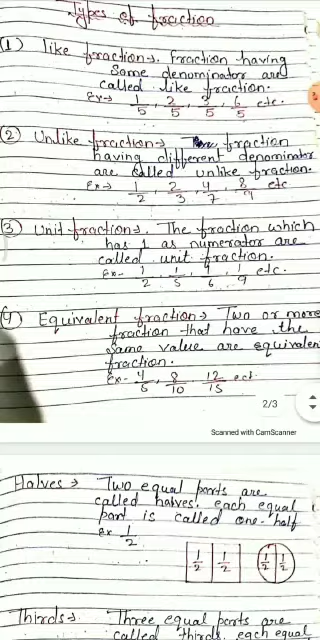 Types of fraction
(1) like fraction→. Fraction having
Same denominator are
called like fraction.
Ex→ 1/5, 2/5, 3/5, 6/5 etc.
(2) Unlike fraction→ fraction
having different denominator
are called unlike fraction.
Ex→ 1/2, 2/3, 4/7, 8/9 etc
(3) Unit fraction→. The fraction which
has 1 as numerator are
called unit fraction.
Ex- 1/2, 1/5, 1/6, 1/9 etc.
(4) Equivalent fraction→ Two or more
fraction that have the
Same value are equivalen
fraction.
Ex- 4/5, 8/10, 12/15 ect.
2/3
Scanned with CamScanner
Halves→ Two equal parts are
called halves. each equal
part is called one-half
Ex 1/2
1/2 1/2 1/2 1/2
Thirds→. Three equal parts are
called thirds, each equal